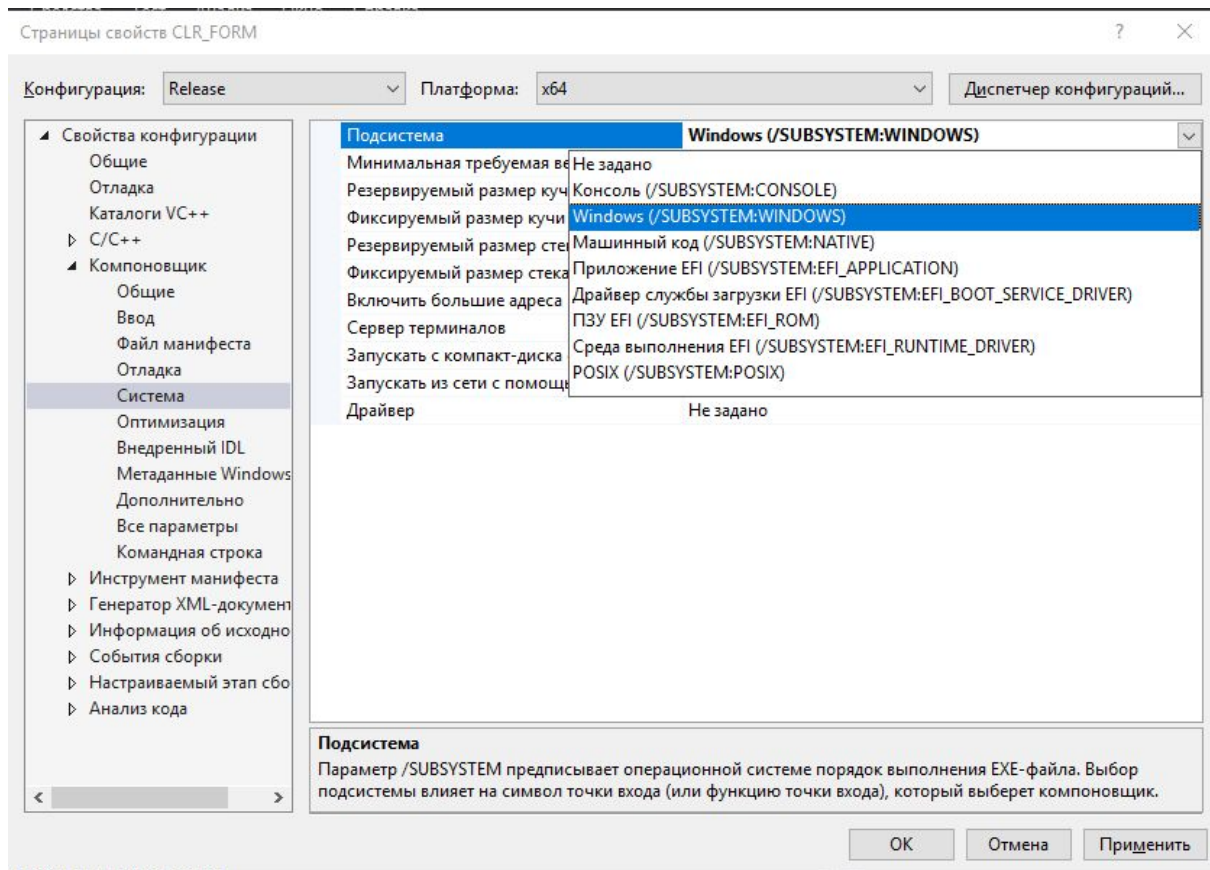 Страницы свойств CLR_FORM
?
Конфигурация: Release Платформа: x64 Диспетчер конфигураций...
Свойства конфигурации
Общие
Отладка
Каталоги VC++
C/C++
Компоновщик
Общие
Ввод
Файл манифеста
Отладка
Система
Оптимизация
Внедренный IDL
Метаданные Windows
Дополнительно
Все параметры
Командная строка
Инструмент манифеста
Генератор XML-документ
Информация об исходно
События сборки
Настраиваемый этап сбо
Анализ кода
Подсистема Windows (/SUBSYSTEM:WINDOWS)
Минимальная требуемая ве
Резервируемый размер куч
Фиксируемый размер кучи
Резервируемый размер сте
Фиксируемый размер стека
Включить большие адреса
Сервер терминалов
Запускать с компакт-диска
Запускать из сети с помощь
Драйвер Не задано
Не задано
Консоль (/SUBSYSTEM:CONSOLE)
Windows (/SUBSYSTEM:WINDOWS)
Машинный код (/SUBSYSTEM:NATIVE)
Приложение EFI (/SUBSYSTEM:EFI_APPLICATION)
Драйвер службы загрузки EFI (/SUBSYSTEM:EFI_BOOT_SERVICE_DRIVER)
ПЗУ EFI (/SUBSYSTEM:EFI_ROM)
Среда выполнения EFI (/SUBSYSTEM:EFI_RUNTIME_DRIVER)
POSIX (/SUBSYSTEM:POSIX)
Подсистема
Параметр /SUBSYSTEM предписывает операционной системе порядок выполнения EXE-файла. Выбор
подсистемы влияет на символ точки входа (или функцию точки входа), который выберет компоновщик.
ОК Отмена Применить